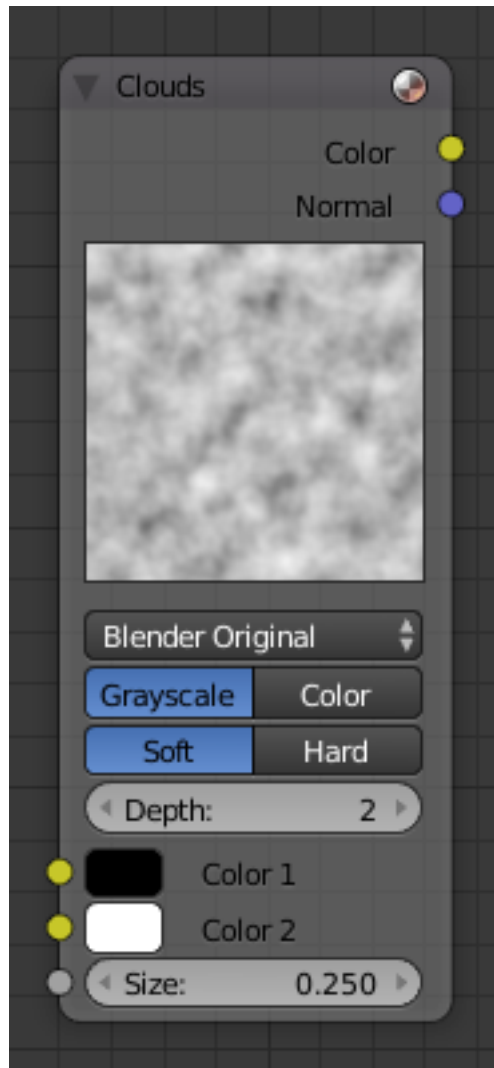 Clouds
Color
Normal
Blender Original
Grayscale Color
Soft Hard
Depth: 2
Color 1
Color 2
Size: 0.250